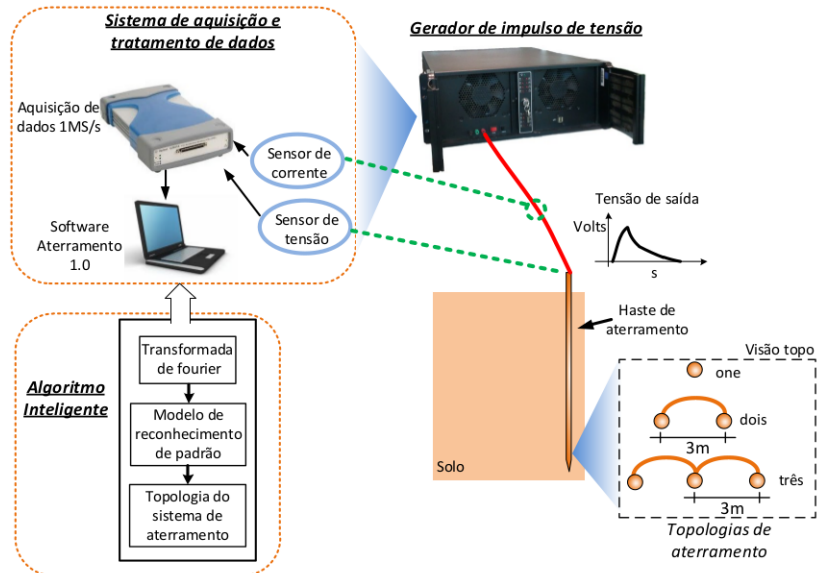 Sistema de aquisição e
tratamento de dados
Aquisição de
dados 1MS/s
Sensor de
corrente
Sensor de
tensão
Software
Aterramento
1.0
Gerador de impulso de tensão
Tensão de saída
Volts
s
Haste de
aterramento
Solo
Visão topo
one
dois
3m
três
3m
Topologias de
aterramento
Algoritmo
Inteligente
Transformada
de fourier
Modelo de
reconhecimento
de padrão
Topologia do
sistema de
aterramento